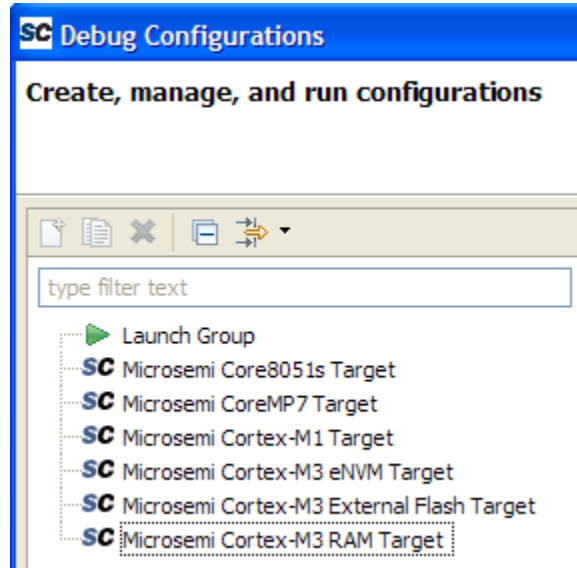 SC Debug Configurations
Create, manage, and run configurations
type filter text
Launch Group
SC Microsemi Core8051s Target
SC Microsemi CoreMP7 Target
SC Microsemi Cortex-M1 Target
SC Microsemi Cortex-M3 eNVM Target
SC Microsemi Cortex-M3 External Flash Target
SC Microsemi Cortex-M3 RAM Target